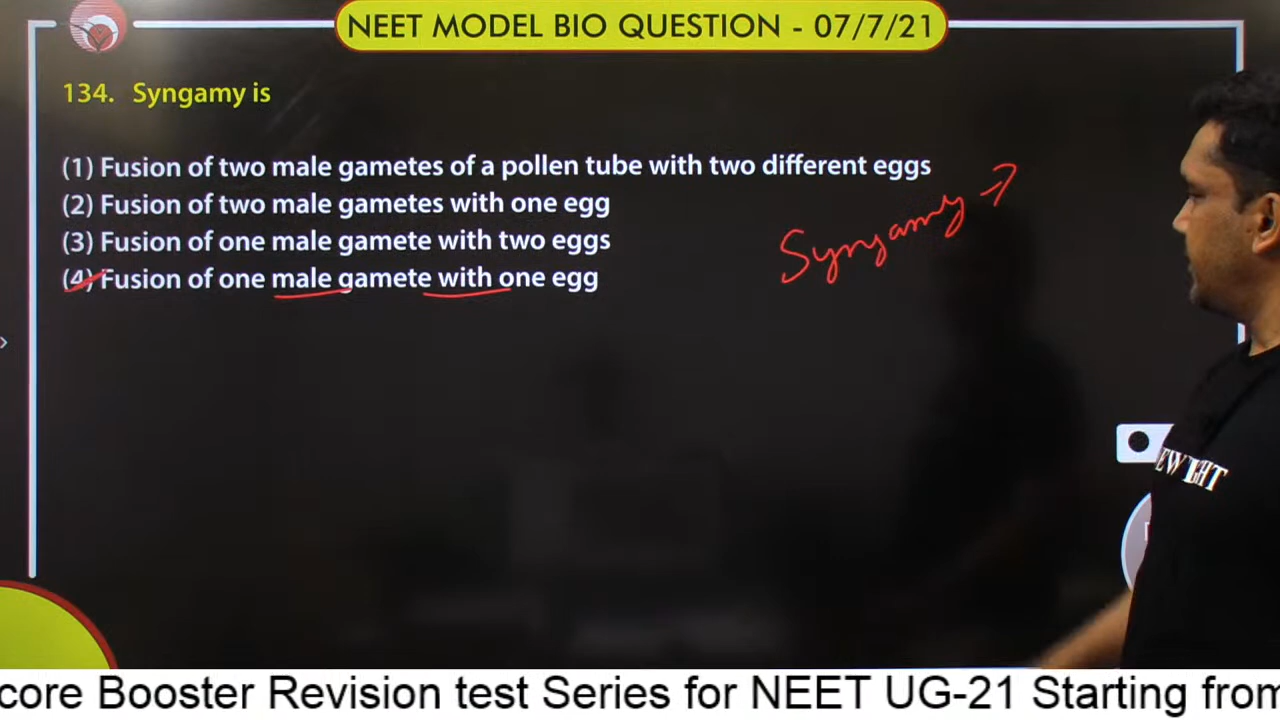 NEET MODEL BIO QUESTION - 07/7/21
134. Syngamy is
(1) Fusion of two male gametes of a pollen tube with two different eggs
(2) Fusion of two male gametes with one egg
(3) Fusion of one male gamete with two eggs
(4) Fusion of one male gamete with one egg
Syngamy →
core Booster Revision test Series for NEET UG-21 Starting from